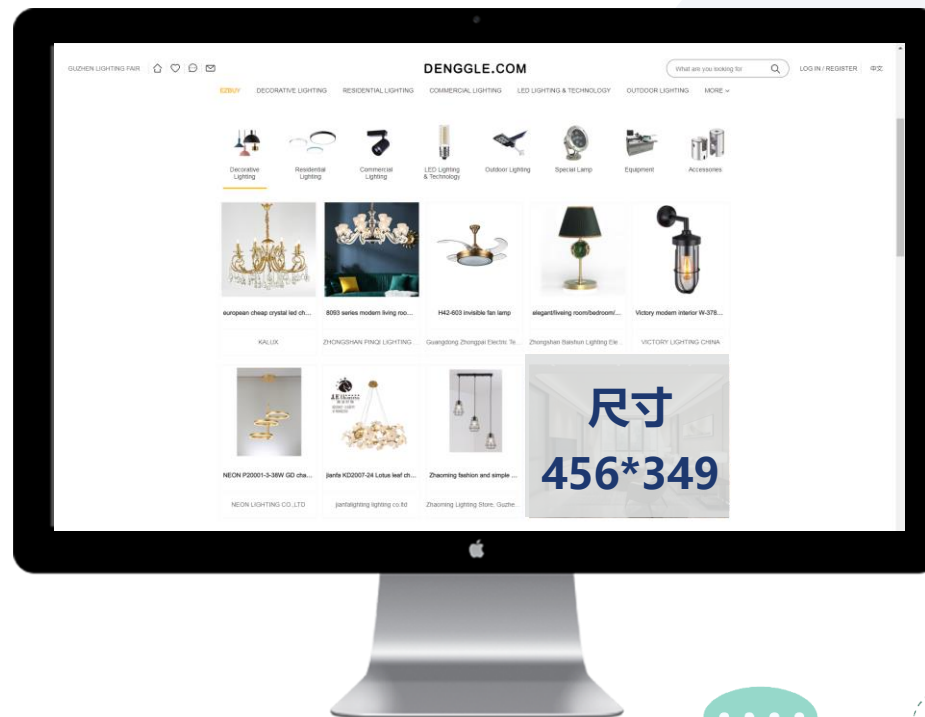 GUZHEN LIGHTING FAIR
DENGGLE.COM
What are you looking for
LOG IN / REGISTER
中文
EZBUY
DECORATIVE LIGHTING
RESIDENTIAL LIGHTING
COMMERCIAL LIGHTING
LED LIGHTING & TECHNOLOGY
OUTDOOR LIGHTING
MORE
Decorative
Lighting
Residential
Lighting
Commercial
Lighting
LED Lighting
& Technology
Outdoor Lighting
Special Lamp
Equipment
Accessories
european cheap crystal led ch...
8093 series modern living roo...
H42-603 invisible fan lamp
elegant/liveing room/bedroom/...
Victory modern interior W-378...
KALUX
ZHONGSHAN PINQI LIGHTING ...
Guangdong Zhongpai Electric Te...
Zhongshan Baishun Lighting Ele...
VICTORY LIGHTING CHINA
尺寸
456*349
NEON P20001-3-38W GD cha...
jianfa KD2007-24 Lotus leaf ch...
Zhaoming fashion and simple ...
NEON LIGHTING CO.,LTD
jianfalighting lighting co.ltd
Zhaoming Lighting Store, Guzhe...